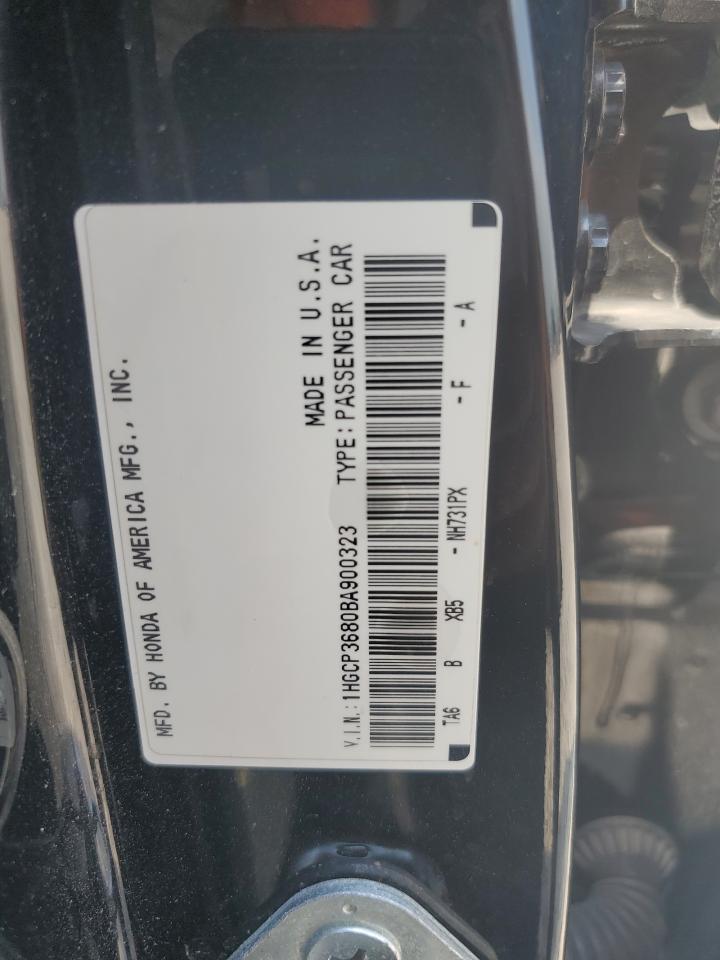 MFD. BY HONDA OF AMERICA MFG., INC.
MADE IN U.S.A.
V.I.N.: 1HGCP3680BA900323 TYPE: PASSENGER CAR
TA6 B XB5 - NH731PX - F - A